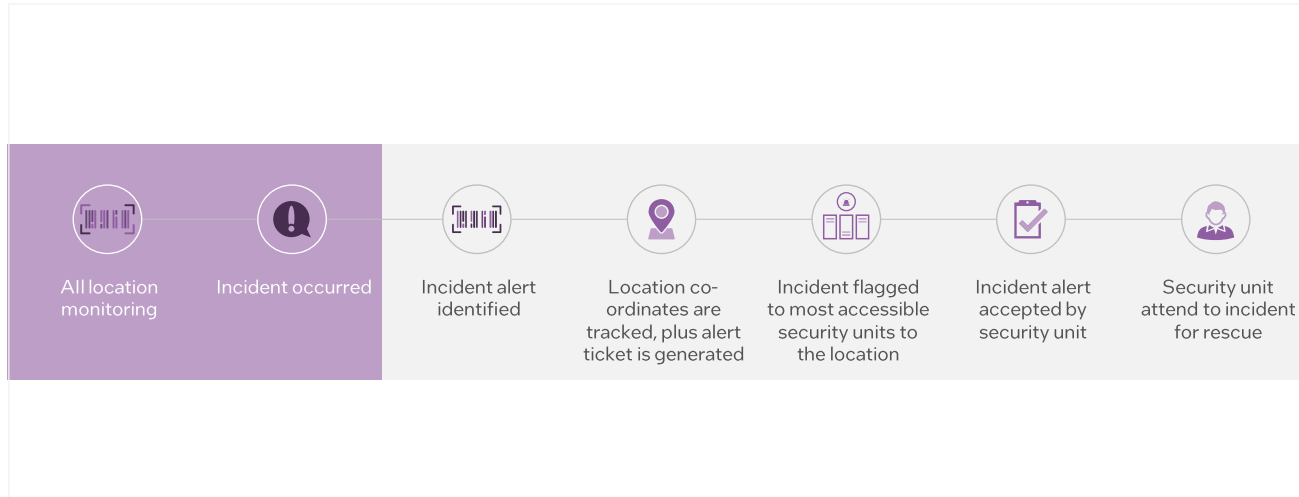 All location
monitoring
Incident occurred
Incident alert
identified
Location co-
ordinates are
tracked, plus alert
ticket is generated
Incident flagged
to most accessible
security units to
the location
Incident alert
accepted by
security unit
Security unit
attend to incident
for rescue